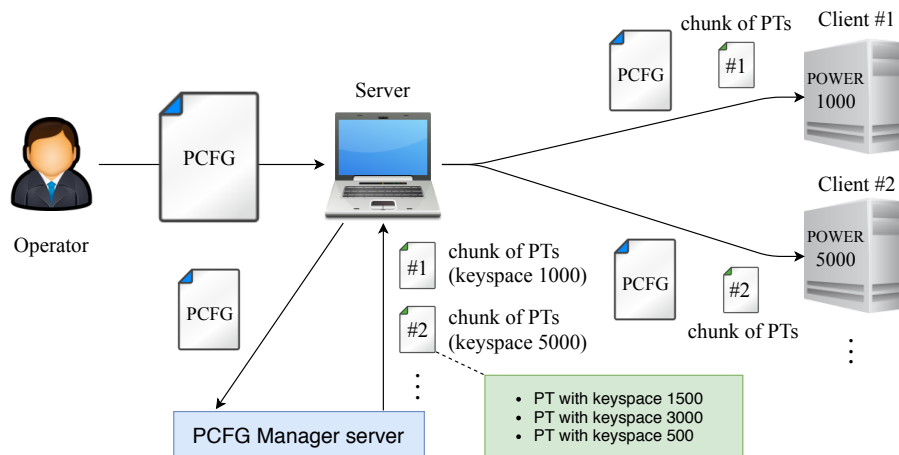 Client #1
chunk of PTs
#1
PCFG
POWER
1000
Server
PCFG
Operator
Client #2
POWER
5000
PCFG
#2
chunk of PTs
#1
chunk of PTs
(keyspace 1000)
PCFG
#2
chunk of PTs
(keyspace 5000)
PCFG Manager server
• PT with keyspace 1500
• PT with keyspace 3000
• PT with keyspace 500